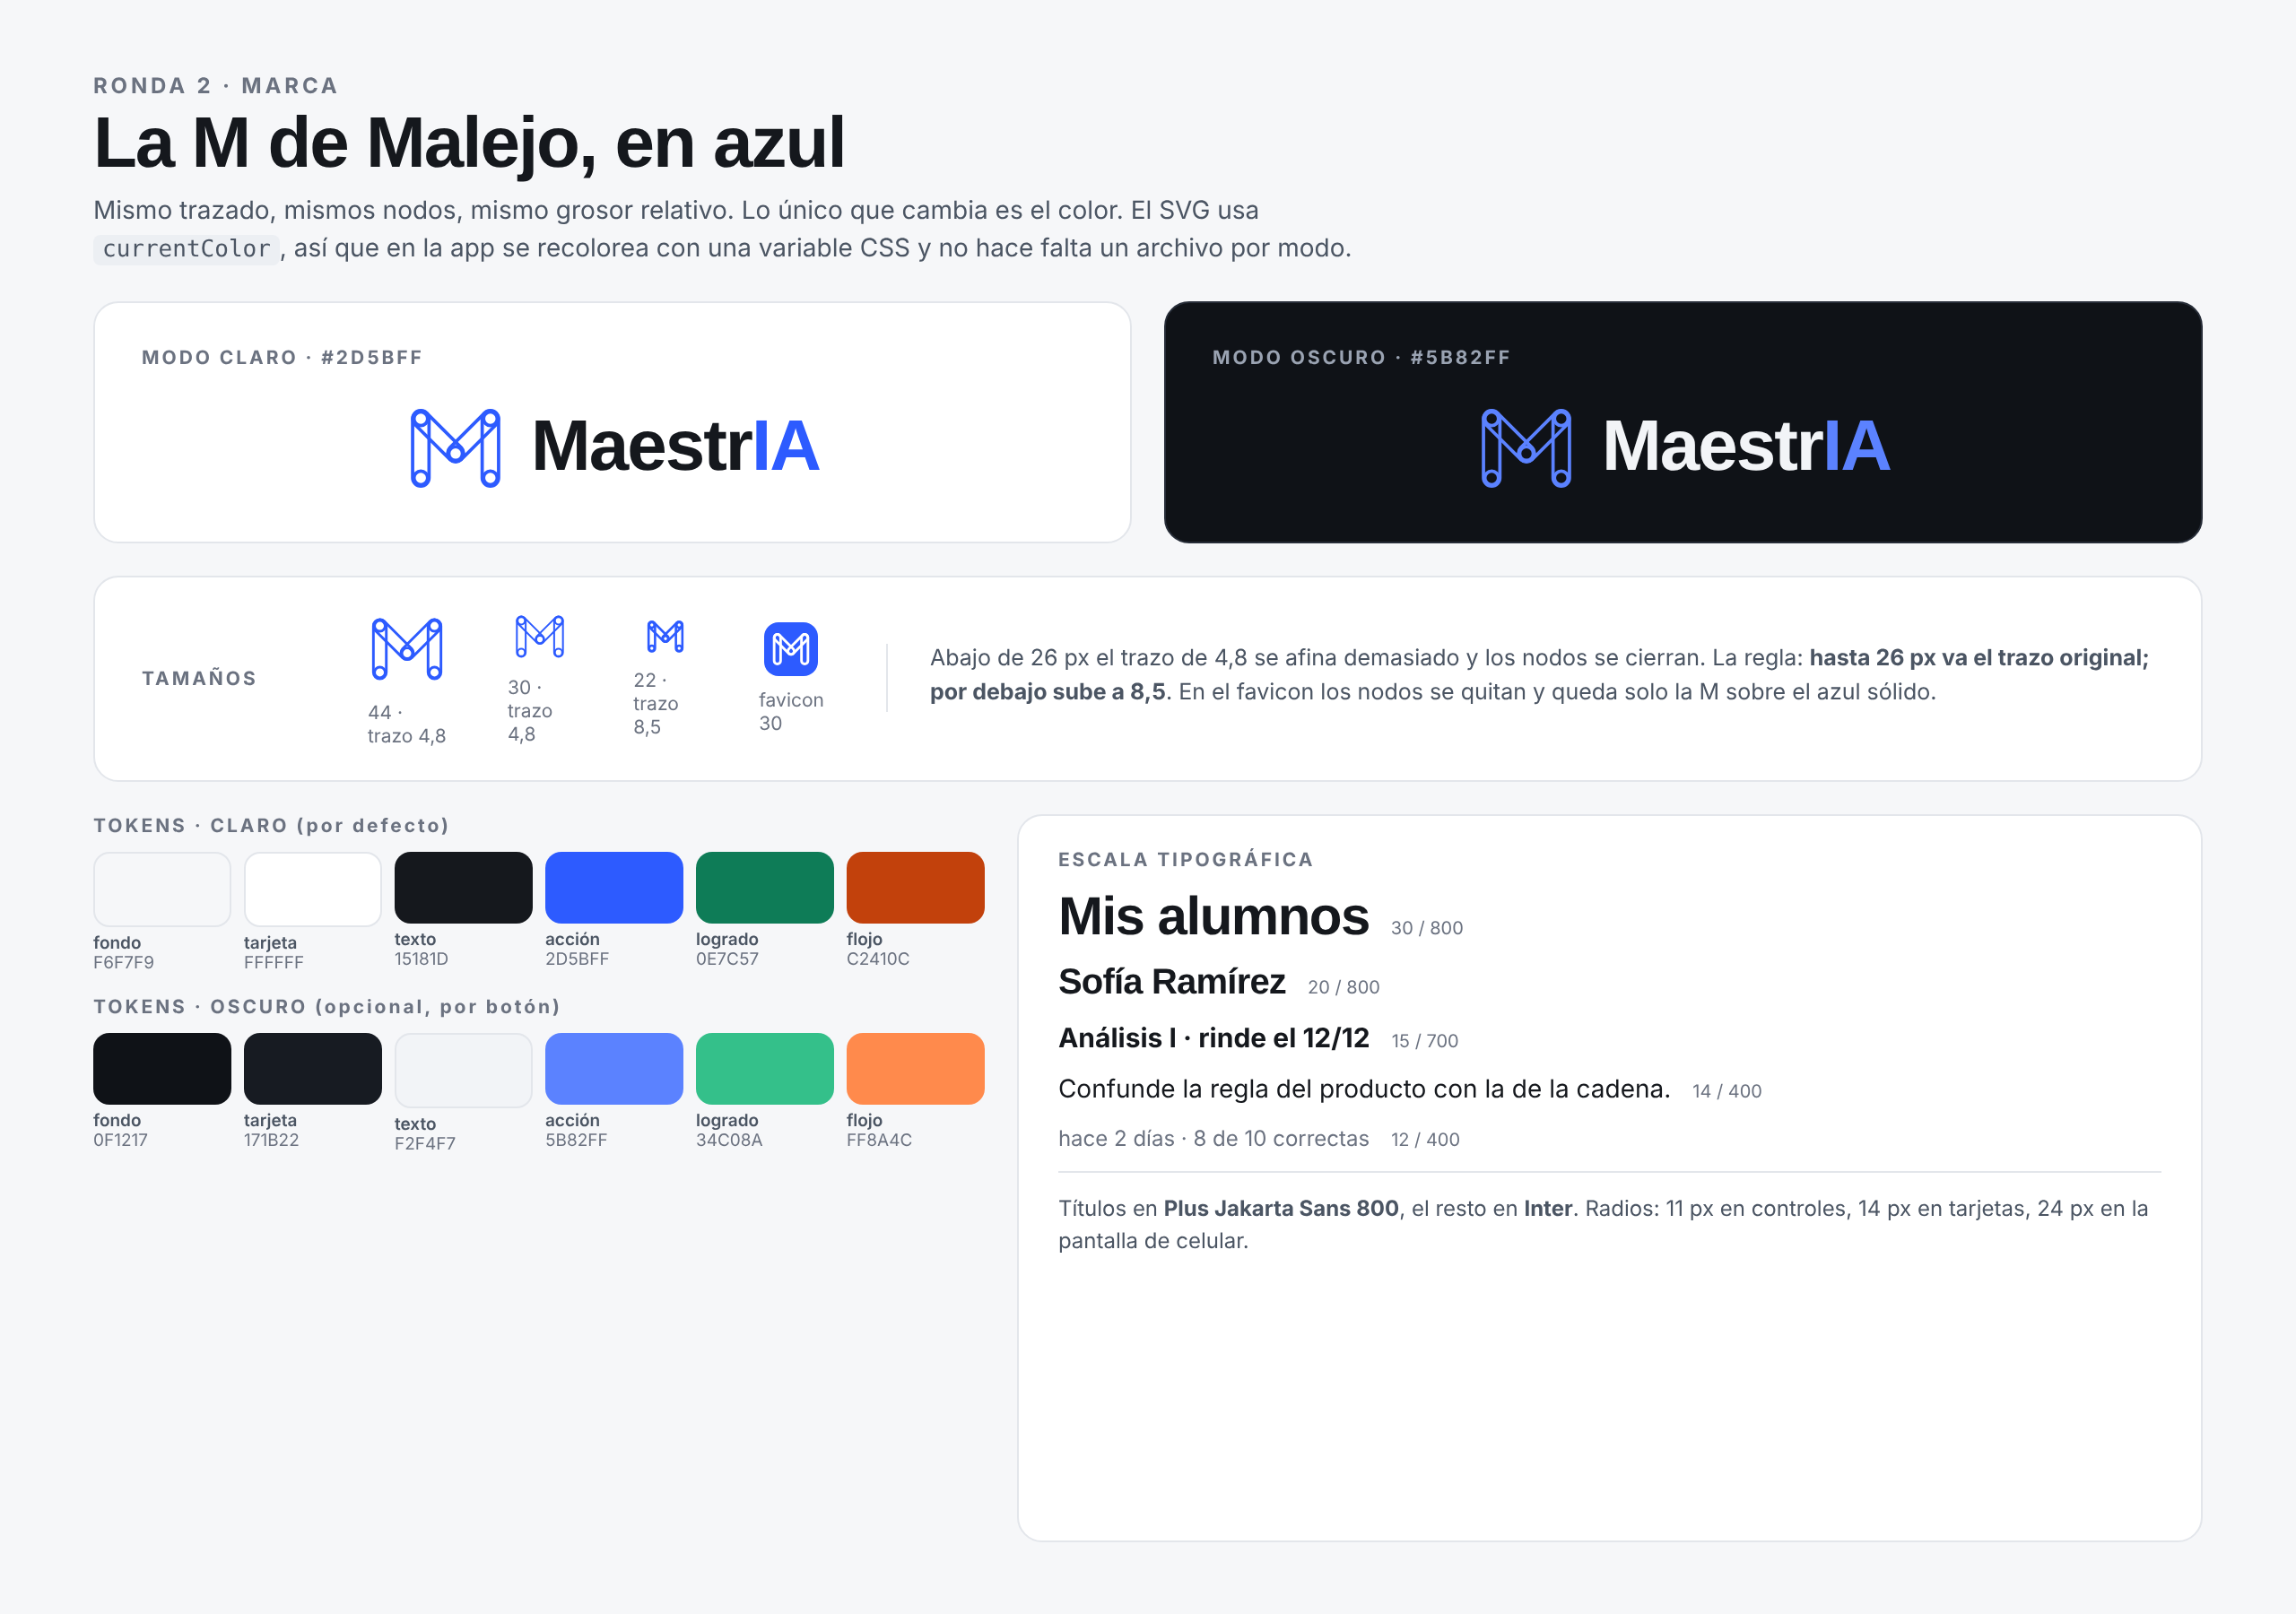 RONDA 2 · MARCA
La M de Malejo, en azul
Mismo trazado, mismos nodos, mismo grosor relativo. Lo único que cambia es el color. El SVG usa
currentColor, así que en la app se recolorea con una variable CSS y no hace falta un archivo por modo.
MODO CLARO · #2D5BFF
MaestrIA
MODO OSCURO · #5B82FF
MaestrIA
TAMAÑOS
44 ·
trazo 4,8
30 ·
trazo
4,8
22 ·
trazo
8,5
favicon
30
Abajo de 26 px el trazo de 4,8 se afina demasiado y los nodos se cierran. La regla: hasta 26 px va el trazo original;
por debajo sube a 8,5. En el favicon los nodos se quitan y queda solo la M sobre el azul sólido.
TOKENS · CLARO (por defecto)
fondo
F6F7F9
tarjeta
FFFFFF
texto
15181D
acción
2D5BFF
logrado
0E7C57
flojo
C2410C
TOKENS · OSCURO (opcional, por botón)
fondo
0F1217
tarjeta
171B22
texto
F2F4F7
acción
5B82FF
logrado
34C08A
flojo
FF8A4C
ESCALA TIPOGRÁFICA
Mis alumnos 30 / 800
Sofía Ramírez 20 / 800
Análisis I · rinde el 12/12 15 / 700
Confunde la regla del producto con la de la cadena. 14 / 400
hace 2 días · 8 de 10 correctas 12 / 400
Títulos en Plus Jakarta Sans 800, el resto en Inter. Radios: 11 px en controles, 14 px en tarjetas, 24 px en la
pantalla de celular.